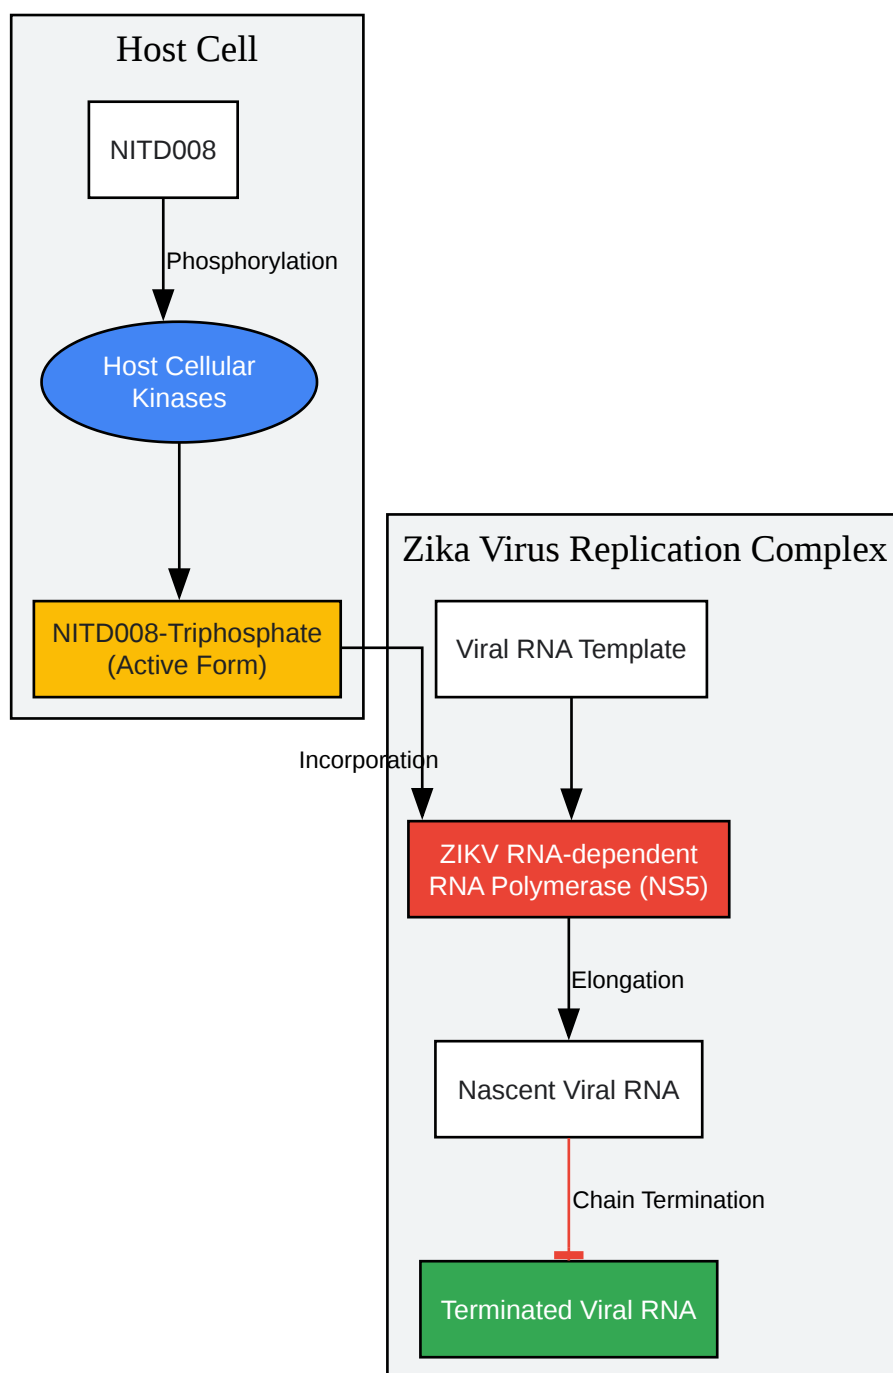 Host Cell
NITD008
Phosphorylation
Host Cellular
Kinases
NITD008-Triphosphate
(Active Form)
Zika Virus Replication Complex
Viral RNA Template
Incorporation
ZIKV RNA-dependent
RNA Polymerase (NS5)
Elongation
Nascent Viral RNA
Chain Termination
Terminated Viral RNA